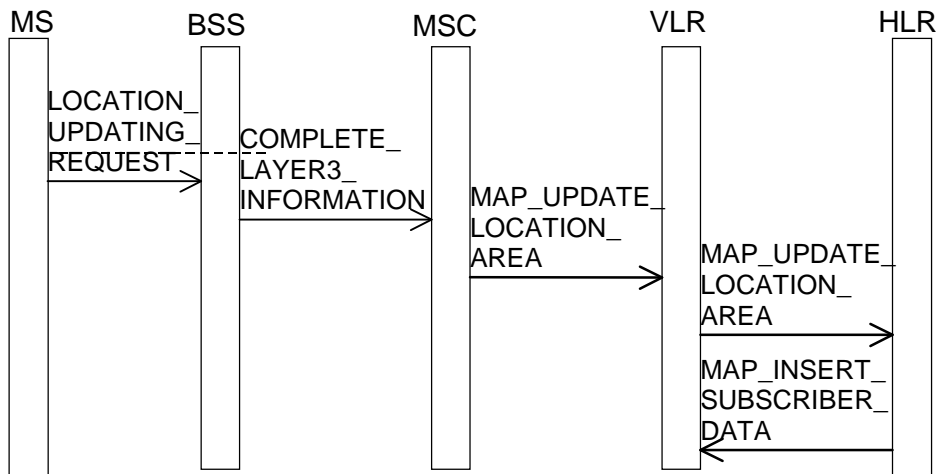 MS
BSS
MSC
VLR
HLR
LOCATION_
UPDATING_
REQUEST
COMPLETE_
LAYER3_
INFORMATION
MAP_UPDATE_
LOCATION_
AREA
MAP_UPDATE_
LOCATION_
AREA
MAP_INSERT_
SUBSCRIBER_
DATA